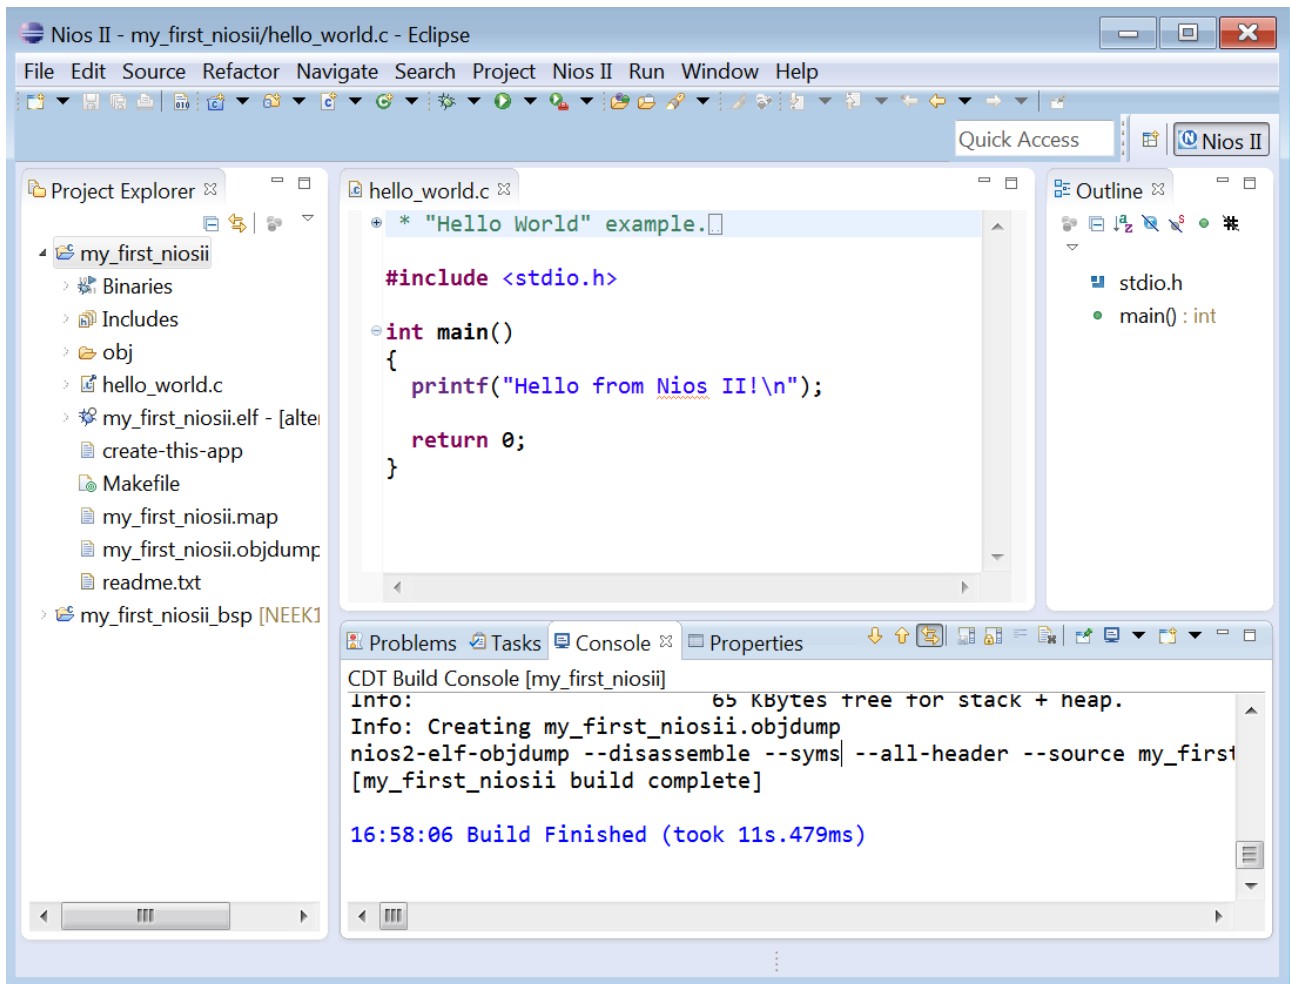 Nios II - my_first_niosii/hello_world.c - Eclipse
File Edit Source Refactor Navigate Search Project Nios II Run Window Help
Quick Access
Nios II
Project Explorer
my_first_niosii
Binaries
Includes
obj
hello_world.c
my_first_niosii.elf - [alte
create-this-app
Makefile
my_first_niosii.map
my_first_niosii.objdump
readme.txt
my_first_niosii_bsp [NEEK1
hello_world.c
* "Hello World" example.
#include <stdio.h>
int main()
{
printf("Hello from Nios II!\n");
return 0;
}
Outline
stdio.h
main() : int
Problems Tasks Console Properties
CDT Build Console [my_first_niosii]
Info: 65 KBytes free for stack + heap.
Info: Creating my_first_niosii.objdump
nios2-elf-objdump --disassemble --syms --all-header --source my_first
[my_first_niosii build complete]
16:58:06 Build Finished (took 11s.479ms)